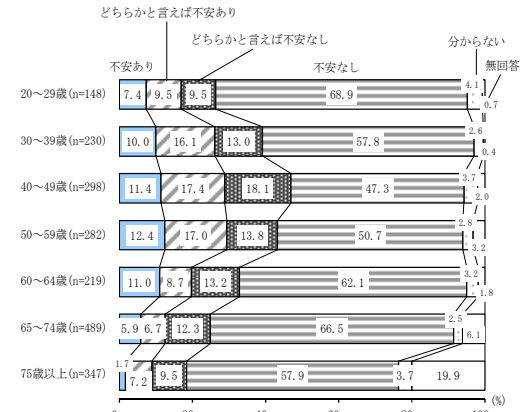 どちらかと言えば不安あり
どちらかと言えば不安なし
分からない
不安あり
不安なし
無回答
20～29歳(n=148) 7.4 9.5 9.5 68.9 4.1 0.7
30～39歳(n=230) 10.0 16.1 13.0 57.8 2.6 0.4
40～49歳(n=298) 11.4 17.4 18.1 47.3 3.7 2.0
50～59歳(n=282) 12.4 17.0 13.8 50.7 2.8 3.2
60～64歳(n=219) 11.0 8.7 13.2 62.1 3.2 1.8
65～74歳(n=489) 5.9 6.7 12.3 66.5 2.5 6.1
75歳以上(n=347) 1.7 7.2 9.5 57.9 3.7 19.9
(%)